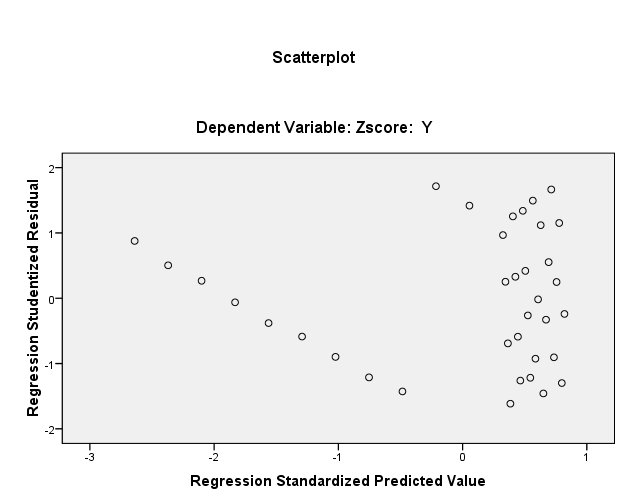 Scatterplot
Dependent Variable: Zscore: Y
Regression Studentized Residual
2
1
0
-1
-2
-3
-2
-1
0
1
Regression Standardized Predicted Value